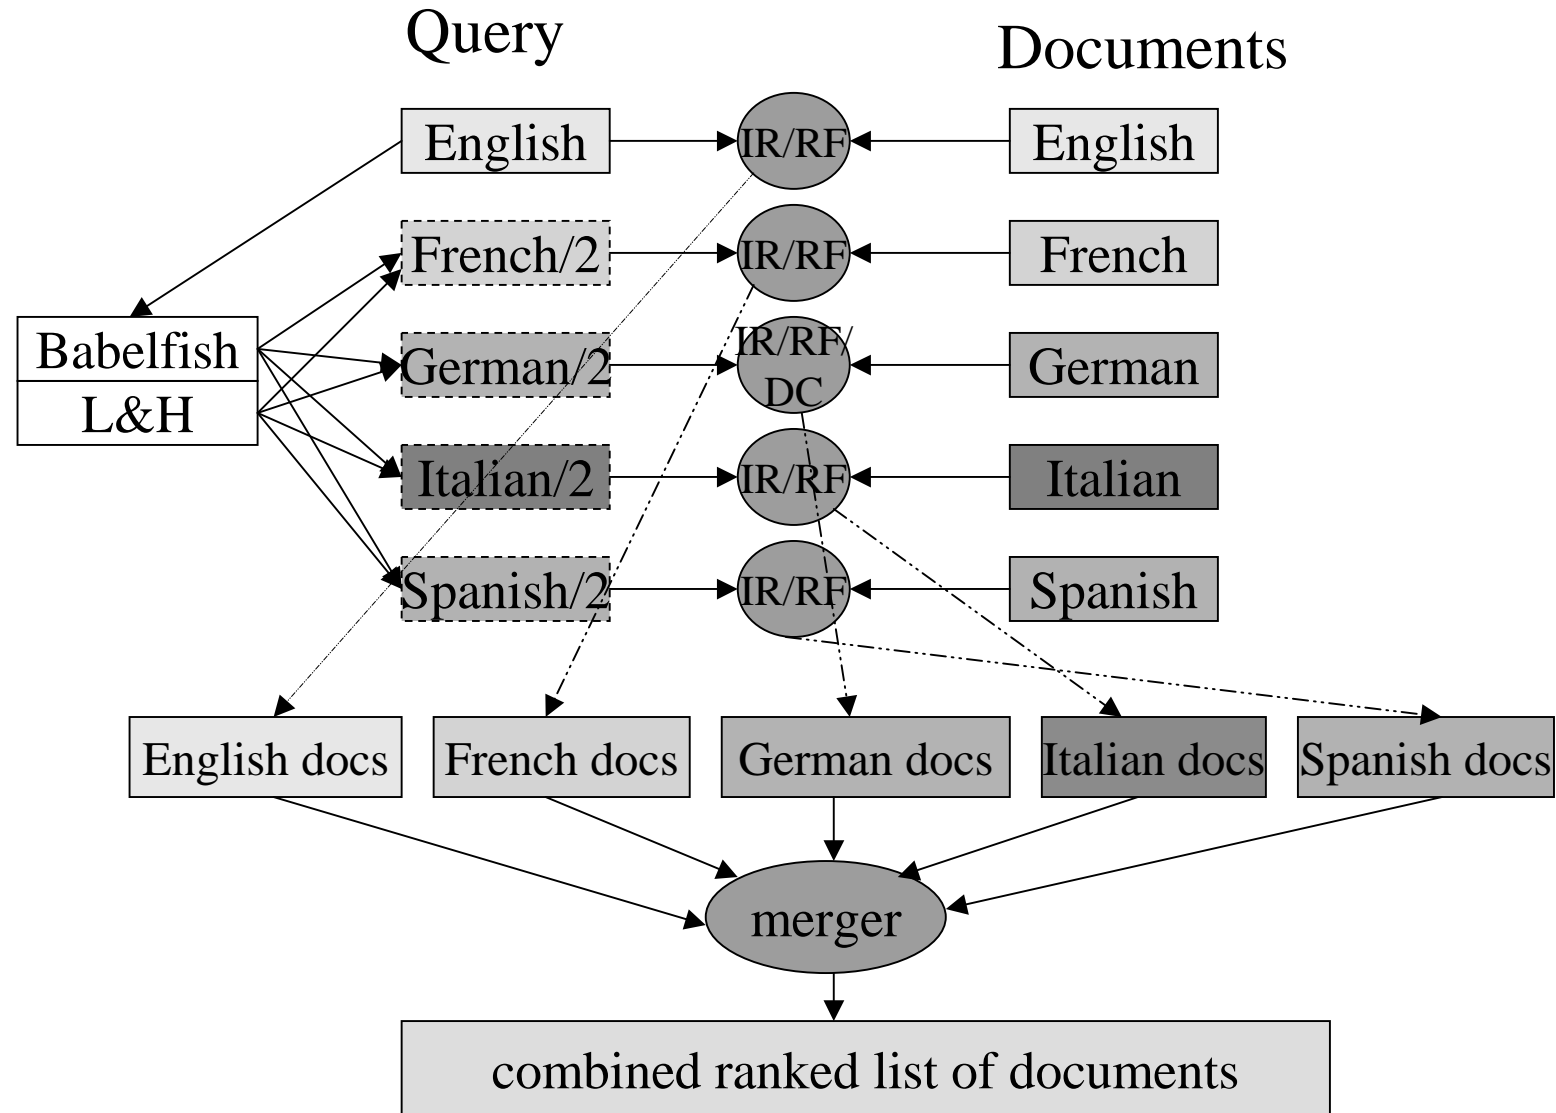 Query
Documents
English
IR/RF
English
French/2
IR/RF
French
Babelfish
L&H
German/2
IR/RF/
DC
German
Italian/2
IR/RF
Italian
Spanish/2
IR/RF
Spanish
English docs
French docs
German docs
Italian docs
Spanish docs
merger
combined ranked list of documents